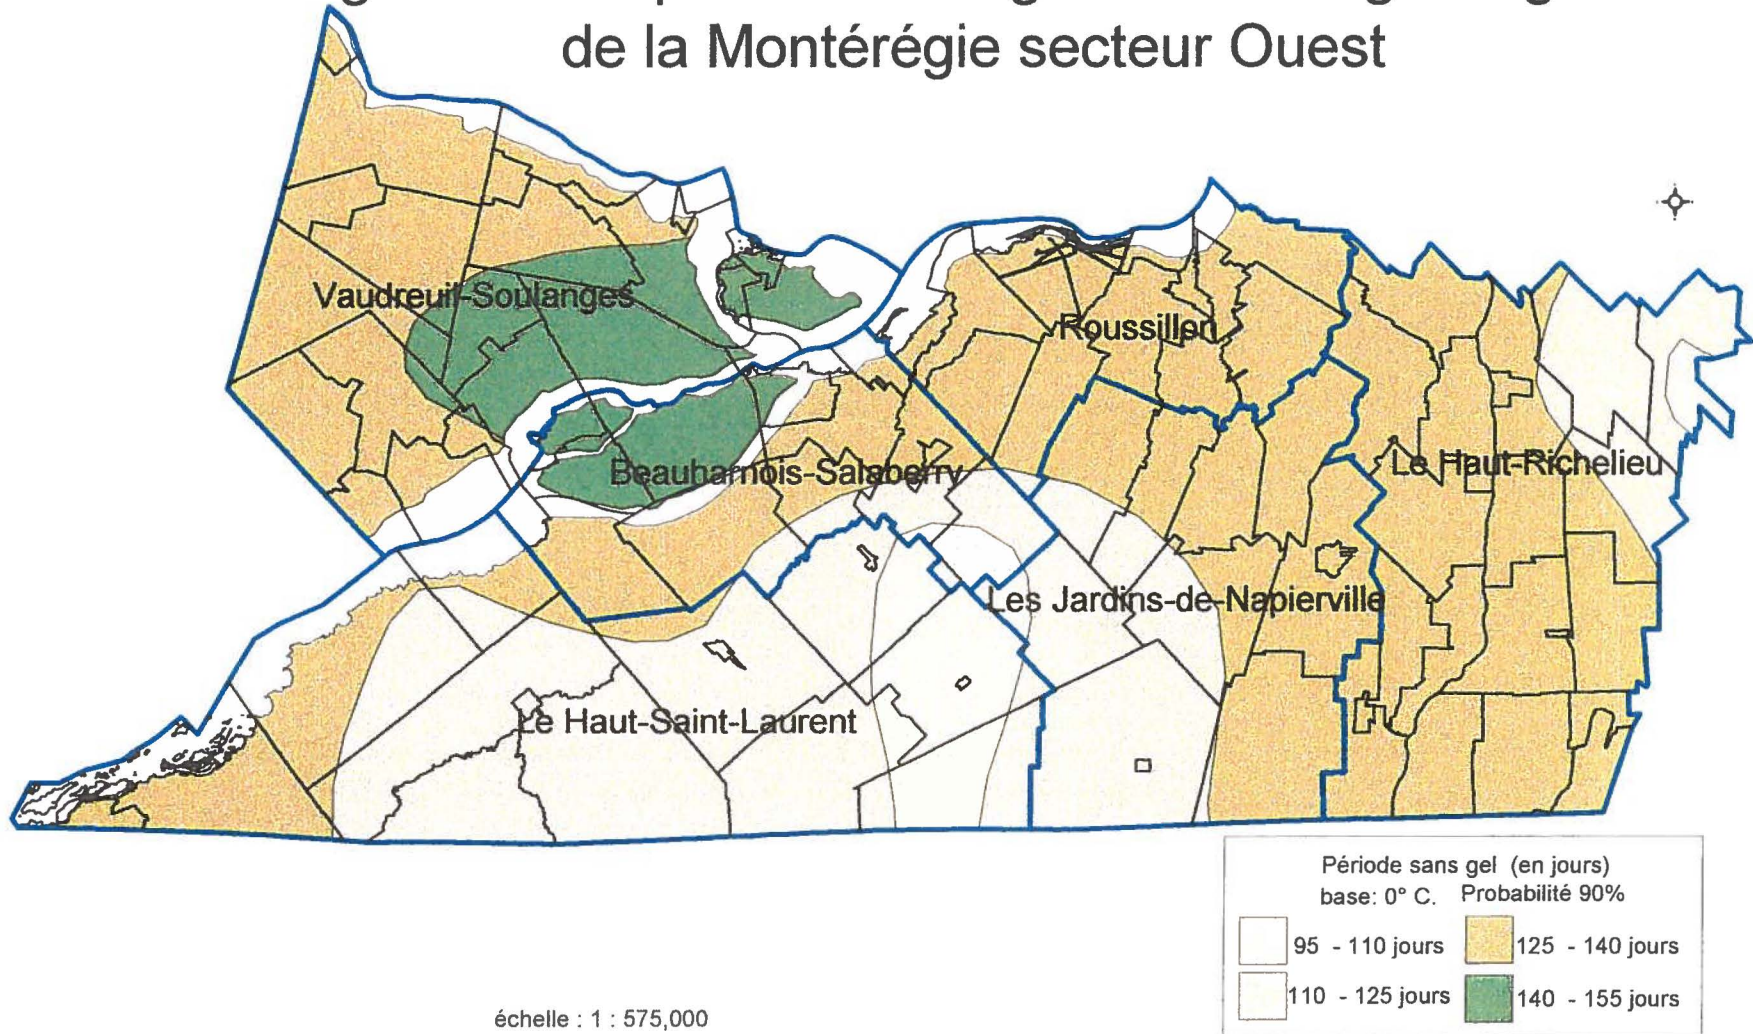 de la Montérégie secteur Ouest
Vaudreuil-Soulanges
Roussillon
Beauharnois-Salaberry
Le Haut-Richelieu
Les Jardins-de-Napierville
Le Haut-Saint-Laurent
Période sans gel (en jours)
base: 0° C. Probabilité 90%
95 - 110 jours
125 - 140 jours
110 - 125 jours
140 - 155 jours
échelle : 1 : 575,000